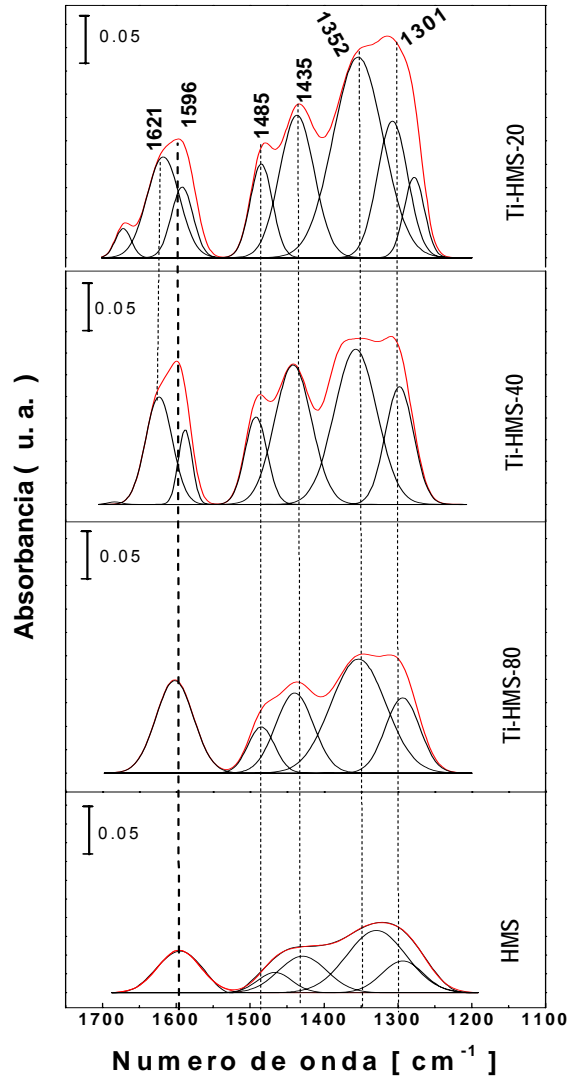 0.05
1621
1596
1485
1435
1352
1301
Ti-HMS-20
0.05
Ti-HMS-40
0.05
Ti-HMS-80
0.05
HMS
Absorbancia ( u. a. )
1700 1600 1500 1400 1300 1200 1100
Numero de onda [ cm⁻¹ ]